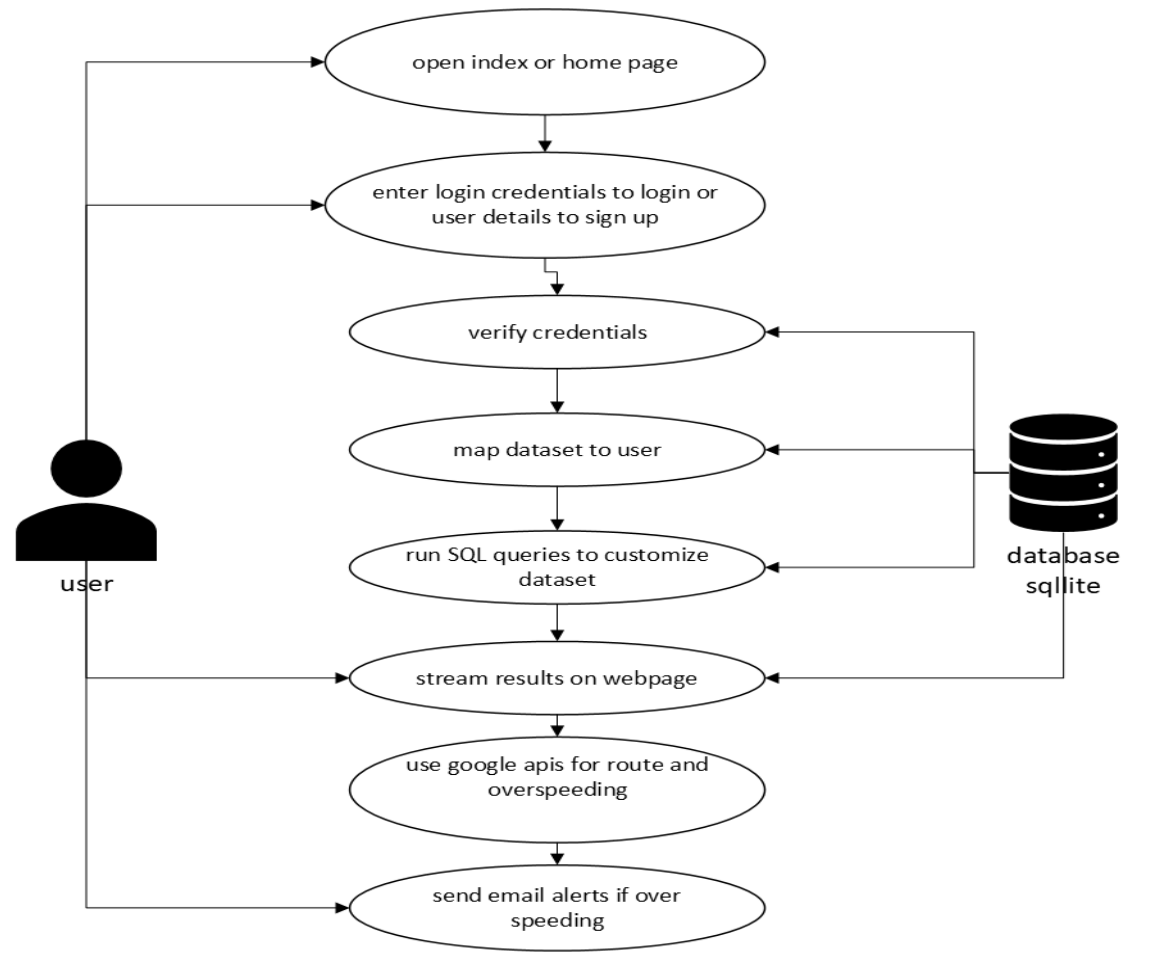 open index or home page
enter login credentials to login or
user details to sign up
verify credentials
map dataset to user
run SQL queries to customize
dataset
stream results on webpage
use google apis for route and
overspeeding
send email alerts if over
speeding
user
database
sqllite